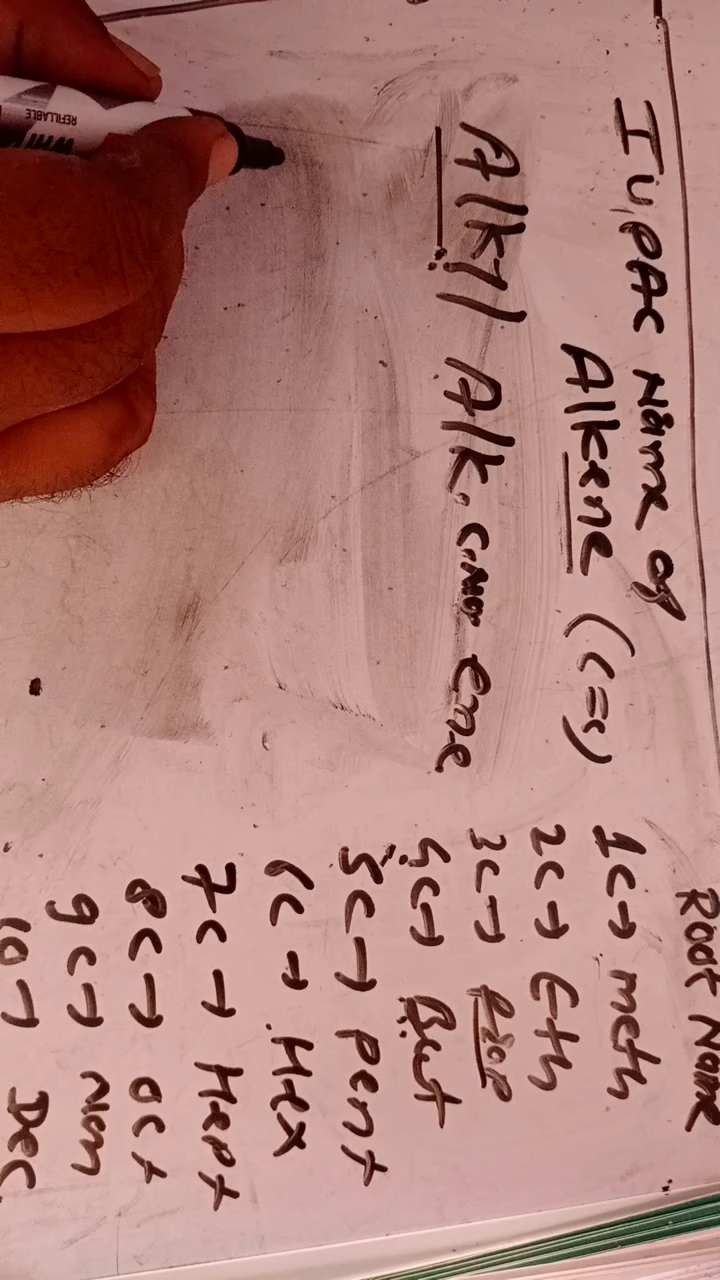 IUPAC Name of
Alkene (C=C)
Alkyl Alk. C.No ene
Root Name
1C→ meth
2C→ Eth
3C→ Prop
4C→ But
5C→ Pent
6C→ Hex
7C→ Hept
8C→ Oct
9C→ Non
10→ Dec
REFILLABLE